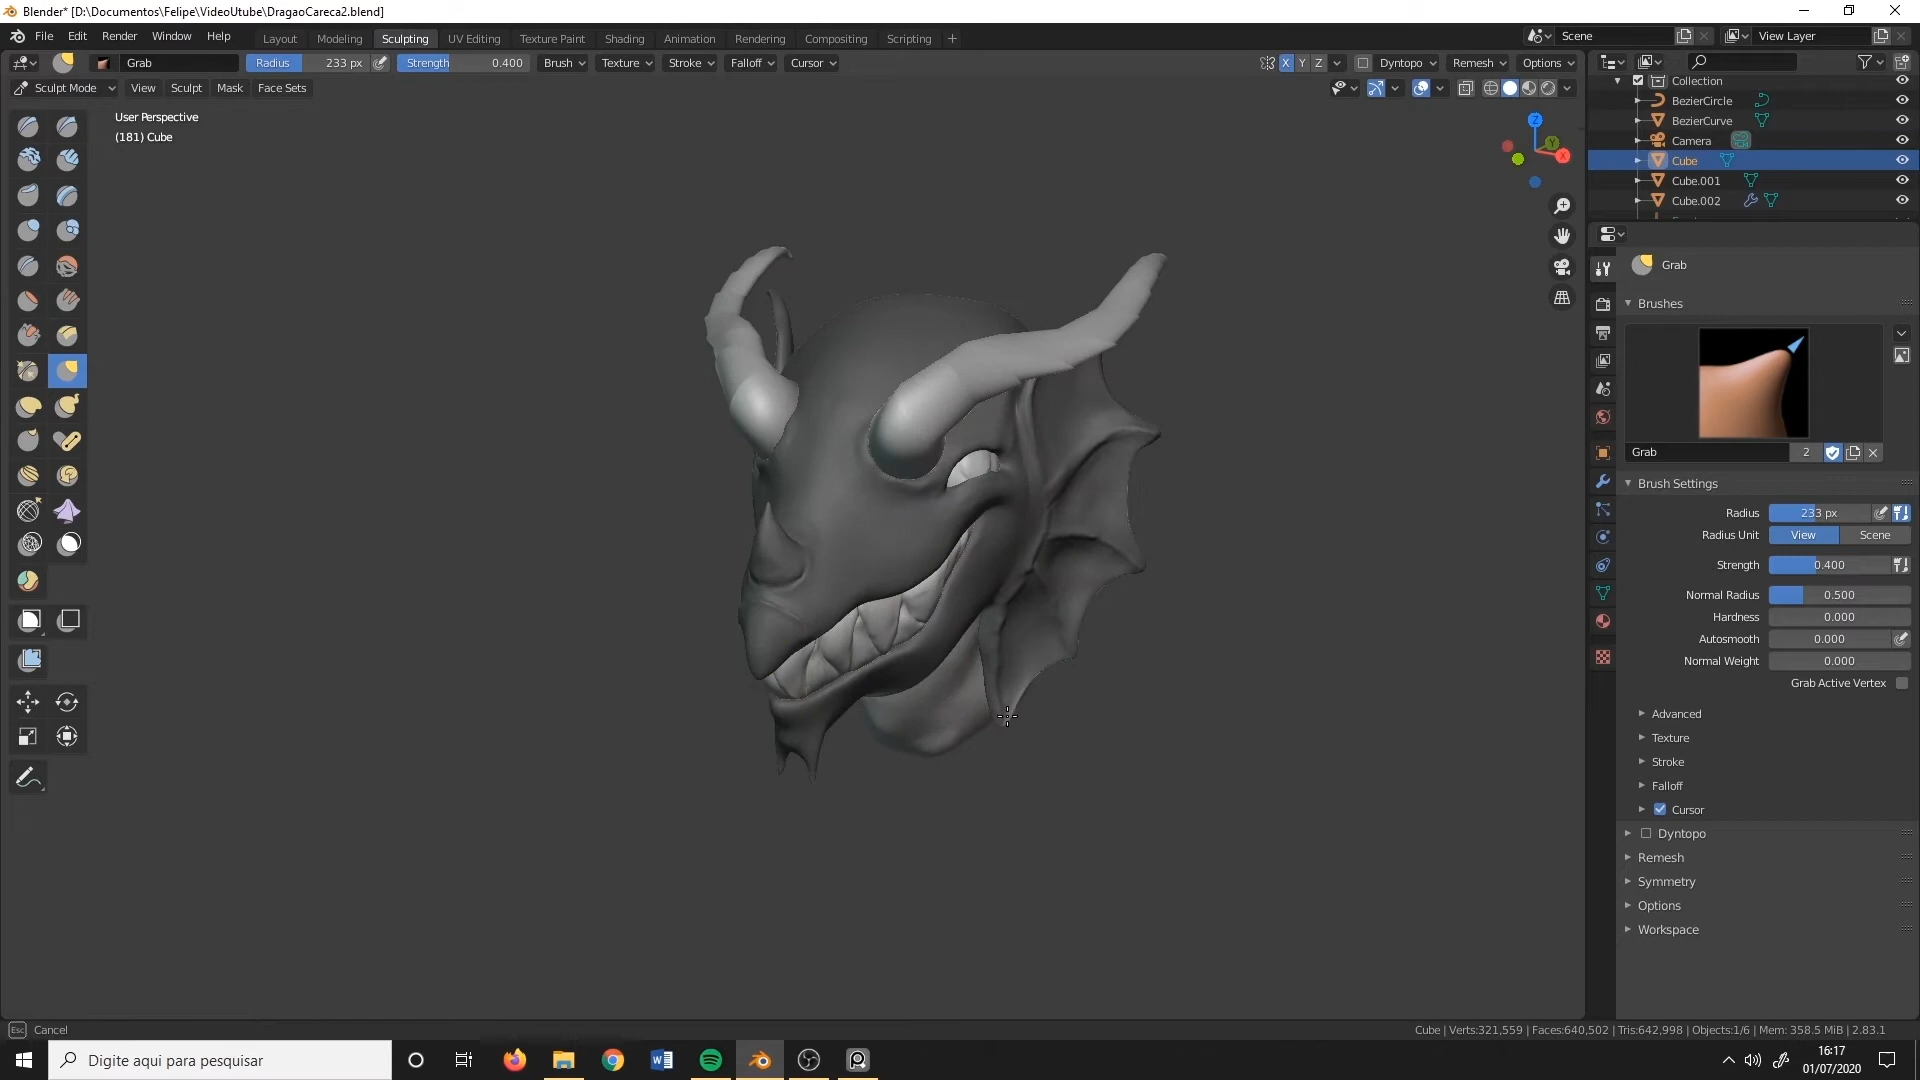 Blender* [D:\Documentos\Felipe\VideoUtube\DragaoCareca2.blend]
File Edit Render Window Help
Layout Modeling Sculpting UV Editing Texture Paint Shading Animation Rendering Compositing Scripting +
Scene
View Layer
Grab
Radius 233 px
Strength 0.400
Brush Texture Stroke Falloff Cursor
X Y Z
Dyntopo Remesh Options
Sculpt Mode View Sculpt Mask Face Sets
User Perspective
(181) Cube
Z
Y
X
Collection
BezierCircle
BezierCurve
Camera
Cube
Cube.001
Cube.002
Grab
Brushes
Grab 2
Brush Settings
Radius 233 px
Radius Unit View Scene
Strength 0.400
Normal Radius 0.500
Hardness 0.000
Autosmooth 0.000
Normal Weight 0.000
Grab Active Vertex
Advanced
Texture
Stroke
Falloff
Cursor
Dyntopo
Remesh
Symmetry
Options
Workspace
Esc Cancel
Cube | Verts:321,559 | Faces:640,502 | Tris:642,998 | Objects:1/6 | Mem: 358.5 MiB | 2.83.1
Digite aqui para pesquisar
16:17
01/07/2020